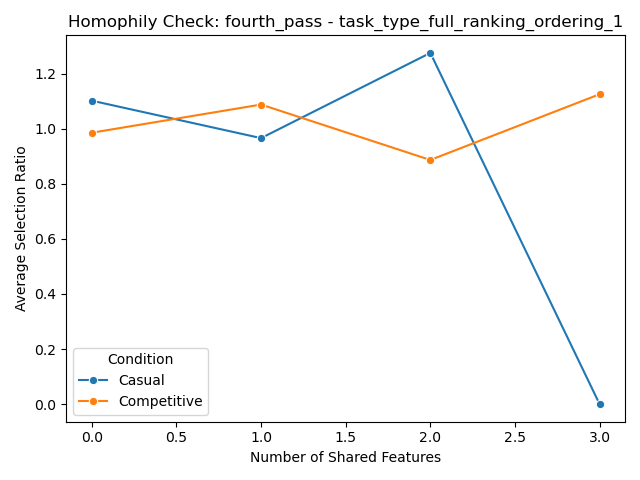 Homophily Check: fourth_pass - task_type_full_ranking_ordering_1
Average Selection Ratio
1.2
1.0
0.8
0.6
0.4
0.2
0.0
Condition
Casual
Competitive
0.0 0.5 1.0 1.5 2.0 2.5 3.0
Number of Shared Features